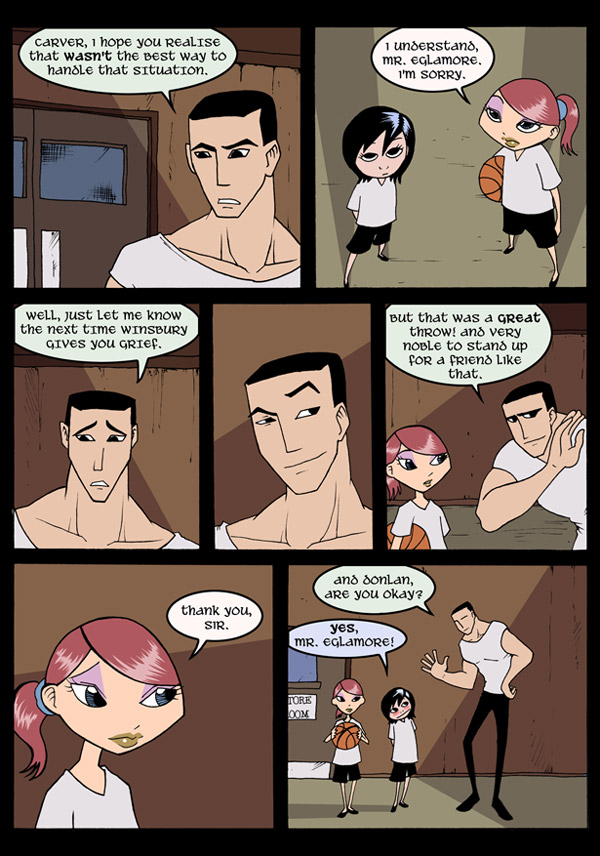 Carver, I hope you realise
that wasn't the best way to
handle that situation.
I understand,
Mr. Eglamore.
I'm sorry.
Well, just let me know
the next time Winsbury
gives you grief.
But that was a great
throw! And very
noble to stand up
for a friend like
that.
Thank you,
sir.
And Donlan,
are you okay?
Yes,
Mr. Eglamore!
TORE
OOM